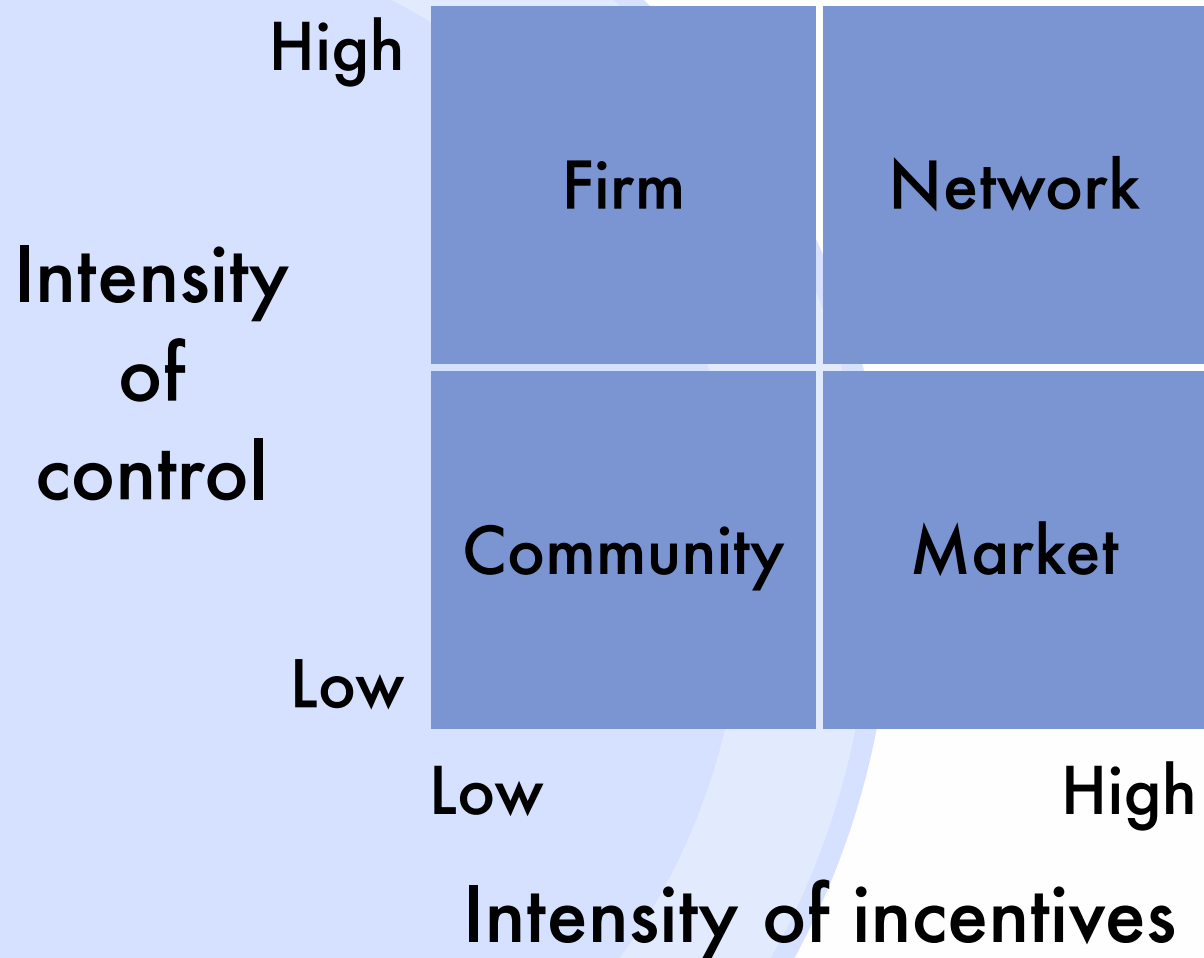 High
Firm
Network
Intensity
of
control
Community
Market
Low
Low
High
Intensity of incentives